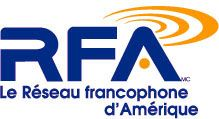 RFA
MC
Le Réseau francophone
d'Amérique